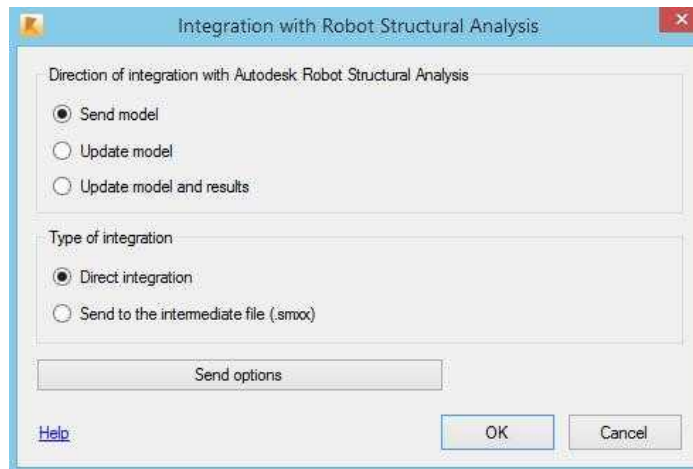 Integration with Robot Structural Analysis
Direction of integration with Autodesk Robot Structural Analysis
Send model
Update model
Update model and results
Type of integration
Direct integration
Send to the intermediate file (.smxx)
Send options
Help
OK
Cancel